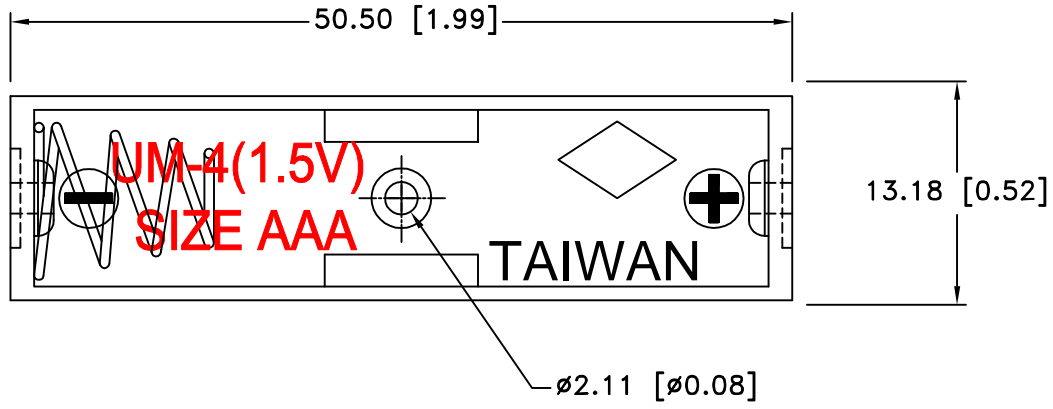 50.50 [1.99]
UM-4(1.5V)
SIZE AAA
TAIWAN
13.18 [0.52]
ø2.11 [ø0.08]